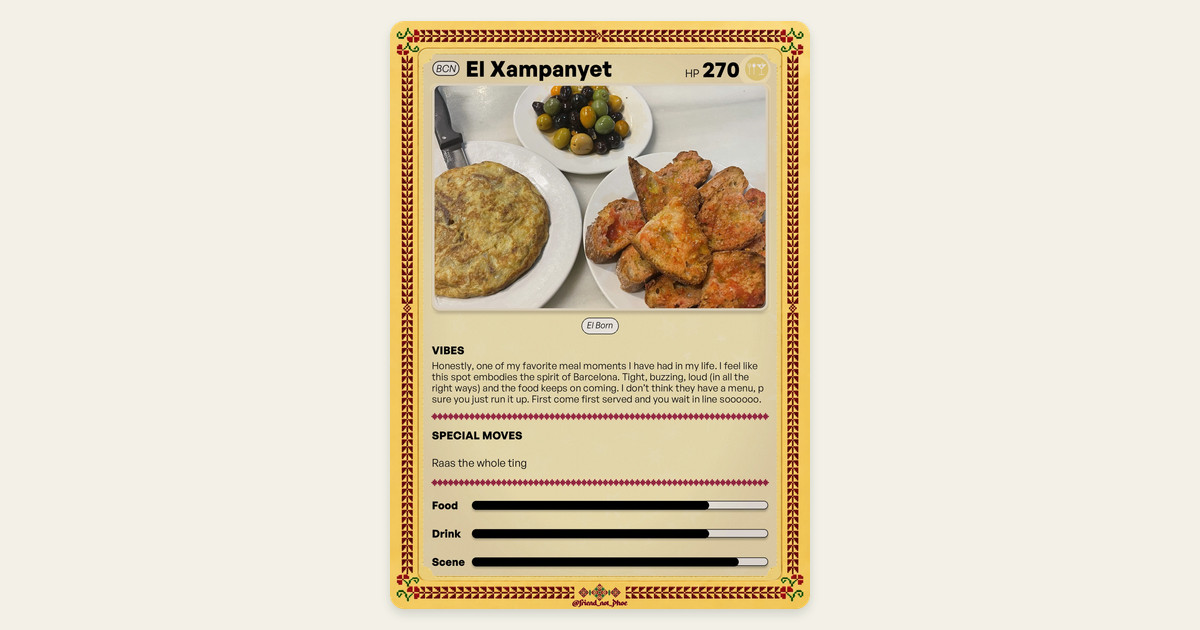 BCN El Xampanyet HP 270
El Born
VIBES
Honestly, one of my favorite meal moments I have had in my life. I feel like
this spot embodies the spirit of Barcelona. Tight, buzzing, loud (in all the
right ways) and the food keeps on coming. I don't think they have a menu, p
sure you just run it up. First come first served and you wait in line soooooo.
SPECIAL MOVES
Raas the whole ting
Food
Drink
Scene
@friend_not_phoe